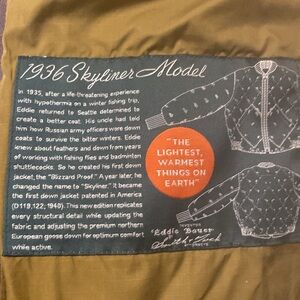 1936 Skyliner Model
In 1935, after a life-threatening experience
with hypothermia on a winter fishing trip,
Eddie returned to Seattle determined to
create a better coat. His uncle had told
him how Russian army officers wore down
coats to survive the bitter winters. Eddie
knew about feathers and down from years
of working with fishing flies and badminton
shuttlecocks. So he created his first down
jacket, the "Blizzard Proof." A year later, he
changed the name to "Skyliner." It became
the first down jacket patented in America
(D119,122; 1940). This new edition replicates
every structural detail while updating the
fabric and adjusting the premium northern
European goose down for optimum comfort
while active.
"THE
LIGHTEST,
WARMEST
THINGS ON
EARTH"
INVENTOR
Eddie Bauer
ATTORNEYS